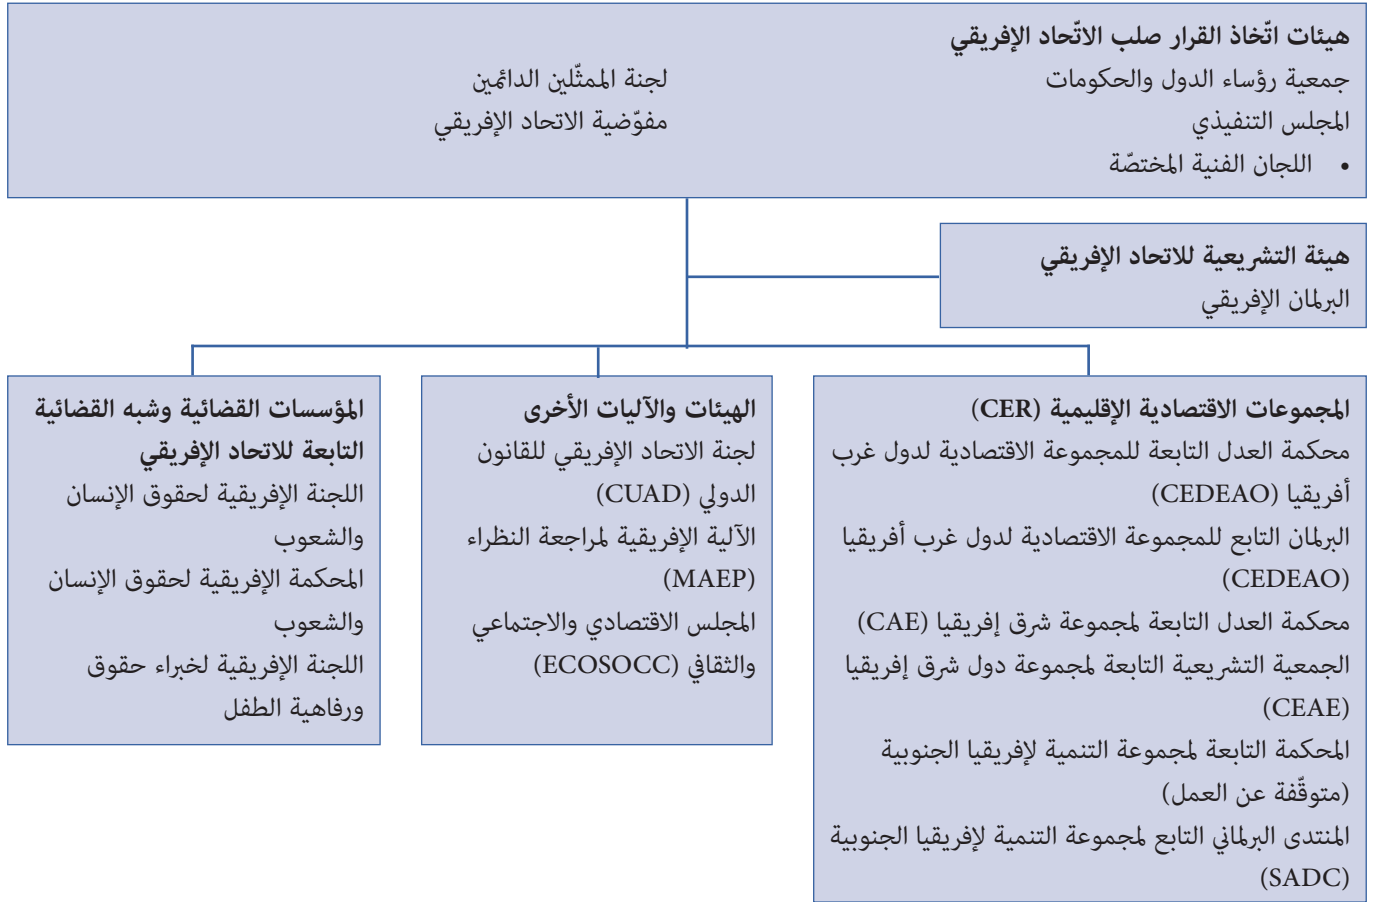 هيئات اتّخاذ القرار صلب الاتّحاد الإفريقي
جمعية رؤساء الدول والحكومات
المجلس التنفيذي
• اللجان الفنية المختصّة
لجنة الممثّلين الدائمين
مفوّضية الاتحاد الإفريقي
هيئة التشريعية للاتحاد الإفريقي
البرلمان الإفريقي
المجموعات الاقتصادية الإقليمية (CER)
محكمة العدل التابعة للمجموعة الاقتصادية لدول غرب
أفريقيا (CEDEAO)
البرلمان التابع للمجموعة الاقتصادية لدول غرب أفريقيا
(CEDEAO)
محكمة العدل التابعة لمجموعة شرق إفريقيا (CAE)
الجمعية التشريعية التابعة لمجموعة دول شرق إفريقيا
(CEAE)
المحكمة التابعة لمجموعة التنمية لإفريقيا الجنوبية
(متوقّفة عن العمل)
المنتدى البرلماني التابع لمجموعة التنمية لإفريقيا الجنوبية
(SADC)
الهيئات والآليات الأخرى
لجنة الاتحاد الإفريقي للقانون
الدولي (CUAD)
الآلية الإفريقية لمراجعة النظراء
(MAEP)
المجلس الاقتصادي والاجتماعي
والثقافي (ECOSOCC)
المؤسسات القضائية وشبه القضائية
التابعة للاتحاد الإفريقي
اللجنة الإفريقية لحقوق الإنسان
والشعوب
المحكمة الإفريقية لحقوق الإنسان
والشعوب
اللجنة الإفريقية لخبراء حقوق
ورفاهية الطفل